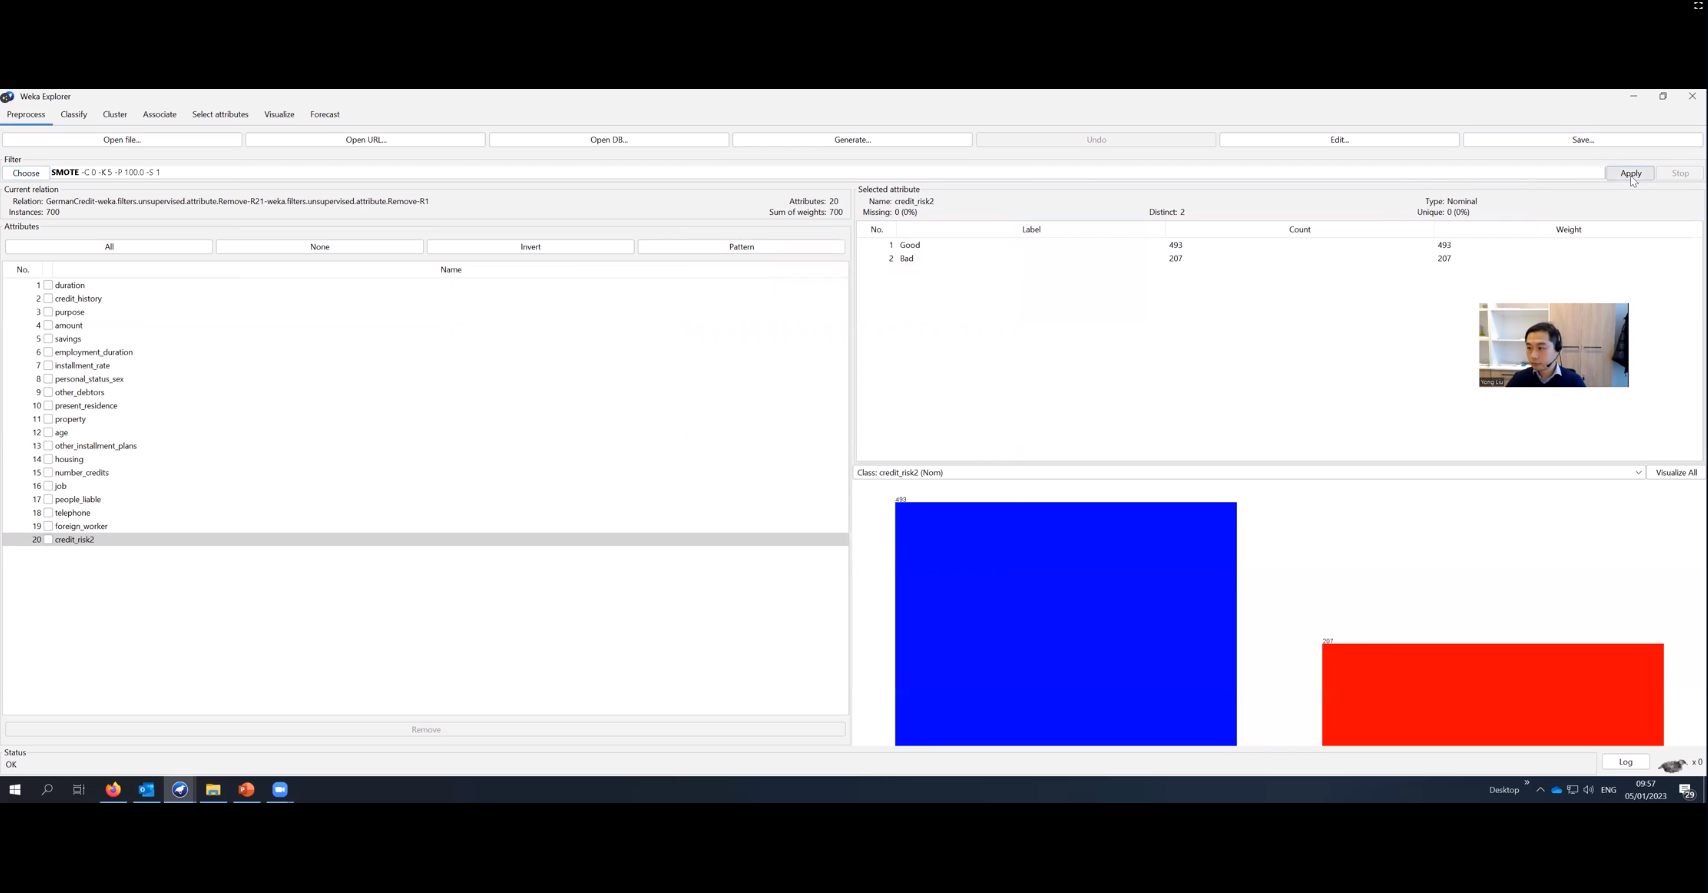 Weka Explorer
Preprocess Classify Cluster Associate Select attributes Visualize Forecast
Open file... Open URL... Open DB... Generate... Undo Edit... Save...
Filter
Choose SMOTE -C 0 -K 5 -P 100.0 -S 1 Apply Stop
Current relation
Relation: GermanCredit-weka.filters.unsupervised.attribute.Remove-R21-weka.filters.unsupervised.attribute.Remove-R1 Attributes: 20
Instances: 700 Sum of weights: 700
Attributes
All None Invert Pattern
No. Name
1 duration
2 credit_history
3 purpose
4 amount
5 savings
6 employment_duration
7 installment_rate
8 personal_status_sex
9 other_debtors
10 present_residence
11 property
12 age
13 other_installment_plans
14 housing
15 number_credits
16 job
17 people_liable
18 telephone
19 foreign_worker
20 credit_risk2
Remove
Selected attribute
Name: credit_risk2 Type: Nominal
Missing: 0 (0%) Distinct: 2 Unique: 0 (0%)
No. Label Count Weight
1 Good 493 493
2 Bad 207 207
Yong Liu
Class: credit_risk2 (Nom) Visualize All
493
207
Status
OK
Log x 0
Desktop ENG 09:57
05/01/2023 29